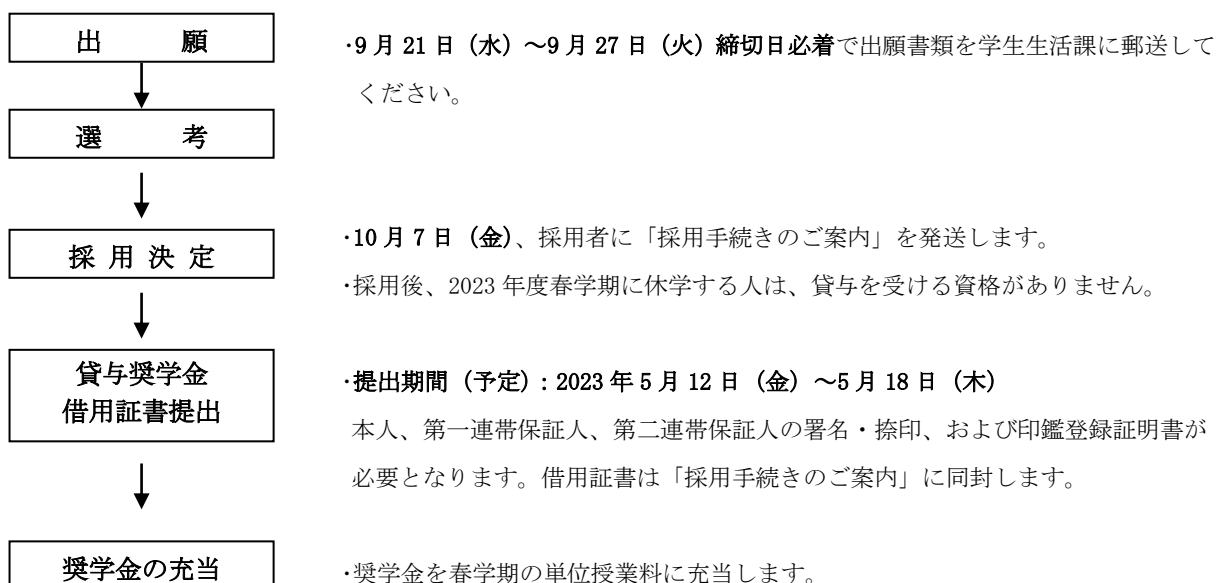 出　　願
・9月21日（水）～9月27日（火）締切日必着で出願書類を学生生活課に郵送して
ください。
選　　考
採 用 決 定
・10月7日（金）、採用者に「採用手続きのご案内」を発送します。
・採用後、2023年度春学期に休学する人は、貸与を受ける資格がありません。
貸与奨学金
借用証書提出
・提出期間（予定）：2023年5月12日（金）～5月18日（木）
本人、第一連帯保証人、第二連帯保証人の署名・捺印、および印鑑登録証明書が
必要となります。借用証書は「採用手続きのご案内」に同封します。
奨学金の充当
・奨学金を春学期の単位授業料に充当します。